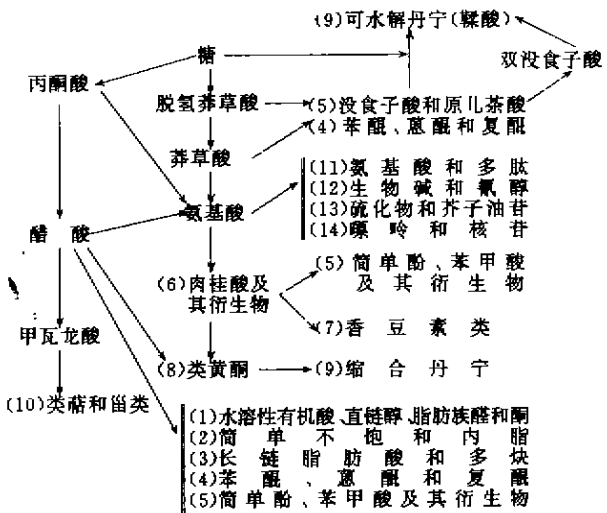 (9)可水解丹宁(鞣酸)
糖
双没食子酸
丙酮酸
脱氢莽草酸
(5)没食子酸和原儿茶酸
(4)苯醌、蒽醌和复醌
莽草酸
(11)氨基酸和多肽
(12)生物碱和氰醇
氨基酸
(13)硫化物和芥子油苷
(14)嘌呤和核苷
醋酸
(6)肉桂酸及
其衍生物
(5)简单酚、苯甲酸
及其衍生物
(7)香豆素类
甲瓦龙酸
(8)类黄酮
(9)缩合丹宁
(10)类萜和甾类
(1)水溶性有机酸、直链醇、脂肪族醛和酮
(2)简单不饱和内脂
(3)长链脂肪酸和多炔
(4)苯醌、蒽醌和复醌
(5)简单酚、苯甲酸及其衍生物